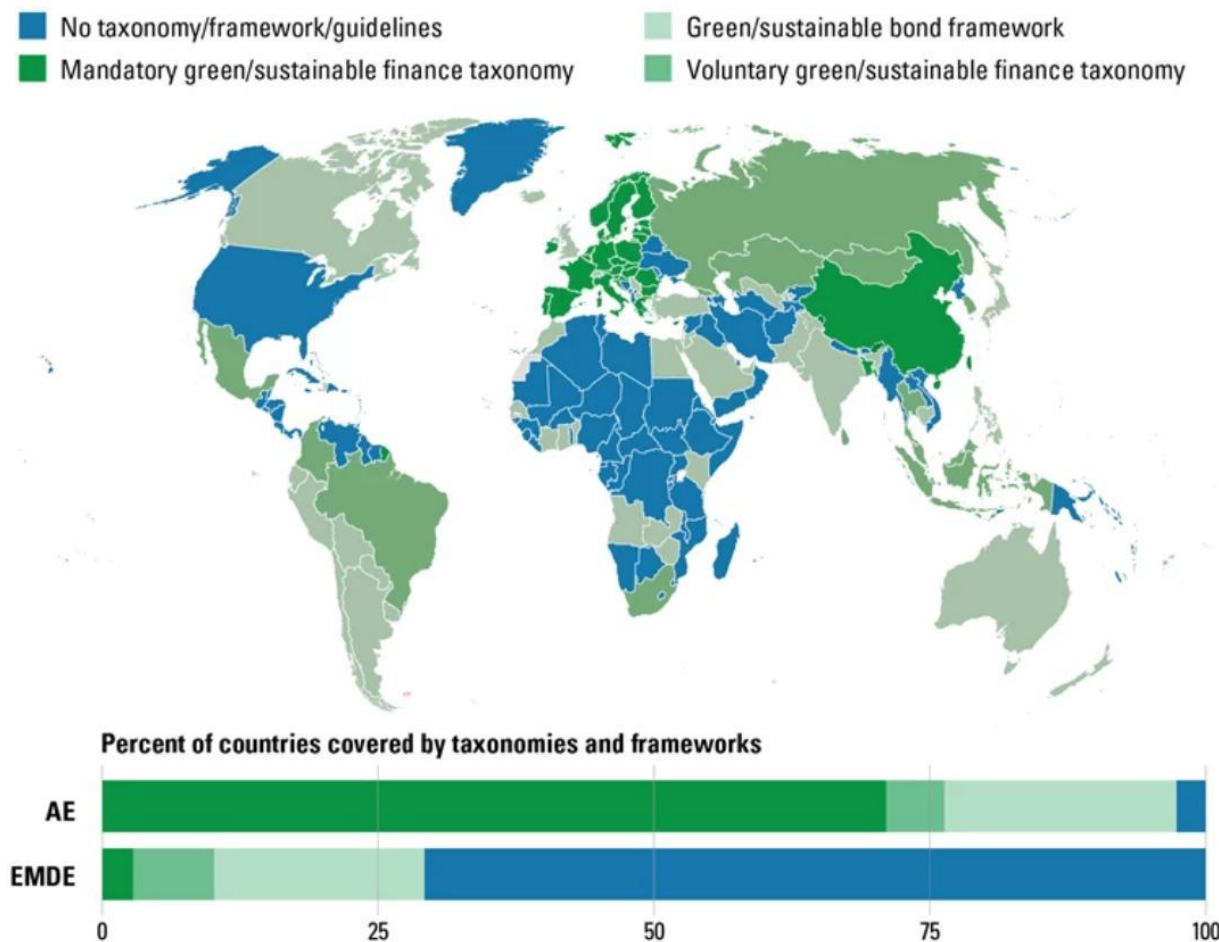 No taxonomy/framework/guidelines
Green/sustainable bond framework
Mandatory green/sustainable finance taxonomy
Voluntary green/sustainable finance taxonomy
Percent of countries covered by taxonomies and frameworks
AE
EMDE
0 25 50 75 100